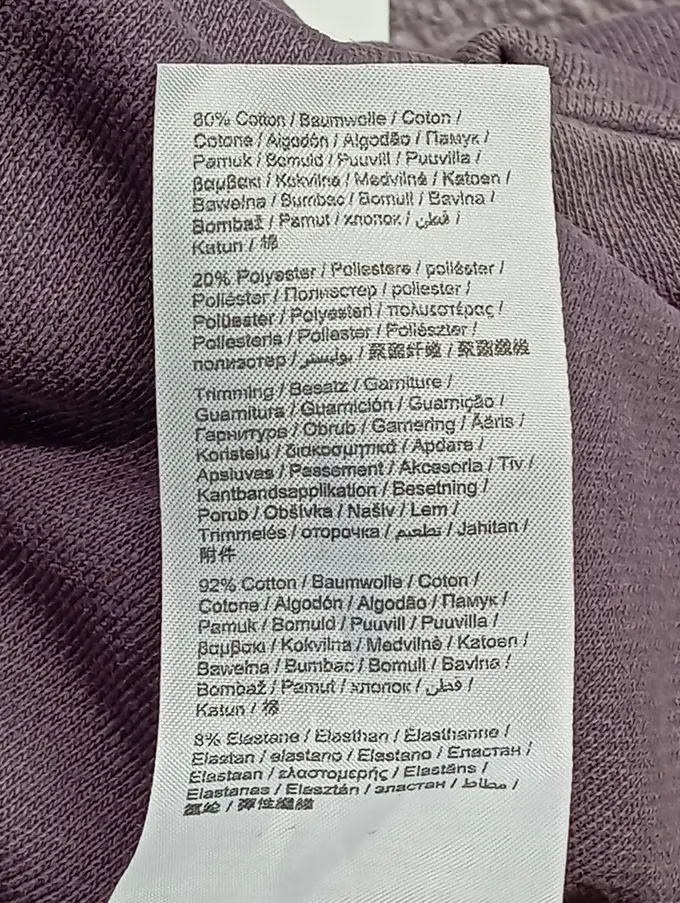 80% Cotton / Baumwolle / Coton /
Cotone / Algodón / Algodão / Памук /
Pamuk / Bomuld / Puuvill / Puuvilla /
βαμβακι / Kokvilna / Medvilnė / Katoen /
Bawełna / Bumbac / Bomull / Bavlna /
Bombaž / Pamut / хлопок / قطن /
Katun / 棉
20% Polyester / Poliestere / poliéster /
Poliéster / Полиестер / poliester /
Polüester / Polyesteri / πολυεστέρας /
Poliesteris / Poliester / Poliészter /
полиэстер / بوليستر / 聚酯纤维 / 聚酯纖維
Trimming / Besatz / Garniture /
Guarnitura / Guarnición / Guarnição /
Гарнитура / Obrub / Garnering / Ääris /
Koristelu / διακοσμητικά / Apdare /
Apsiuvas / Passement / Akcesoria / Tiv /
Kantbandsapplikation / Besetning /
Porub / Obšívka / Našiv / Lem /
Trimmelés / оторочка / تطعيم / Jahitan /
附件
92% Cotton / Baumwolle / Coton /
Cotone / Algodón / Algodão / Памук /
Pamuk / Bomuld / Puuvill / Puuvilla /
βαμβακι / Kokvilna / Medvilnė / Katoen /
Bawełna / Bumbac / Bomull / Bavlna /
Bombaž / Pamut / хлопок / قطن /
Katun / 棉
8% Elastane / Elasthan / Élasthanne /
Elastan / elastano / Elastano / Еластан /
Elastaan / ελαστομερής / Elastāns /
Elastanas / Elasztán / эластан / مطاط /
氨纶 / 彈性纖維